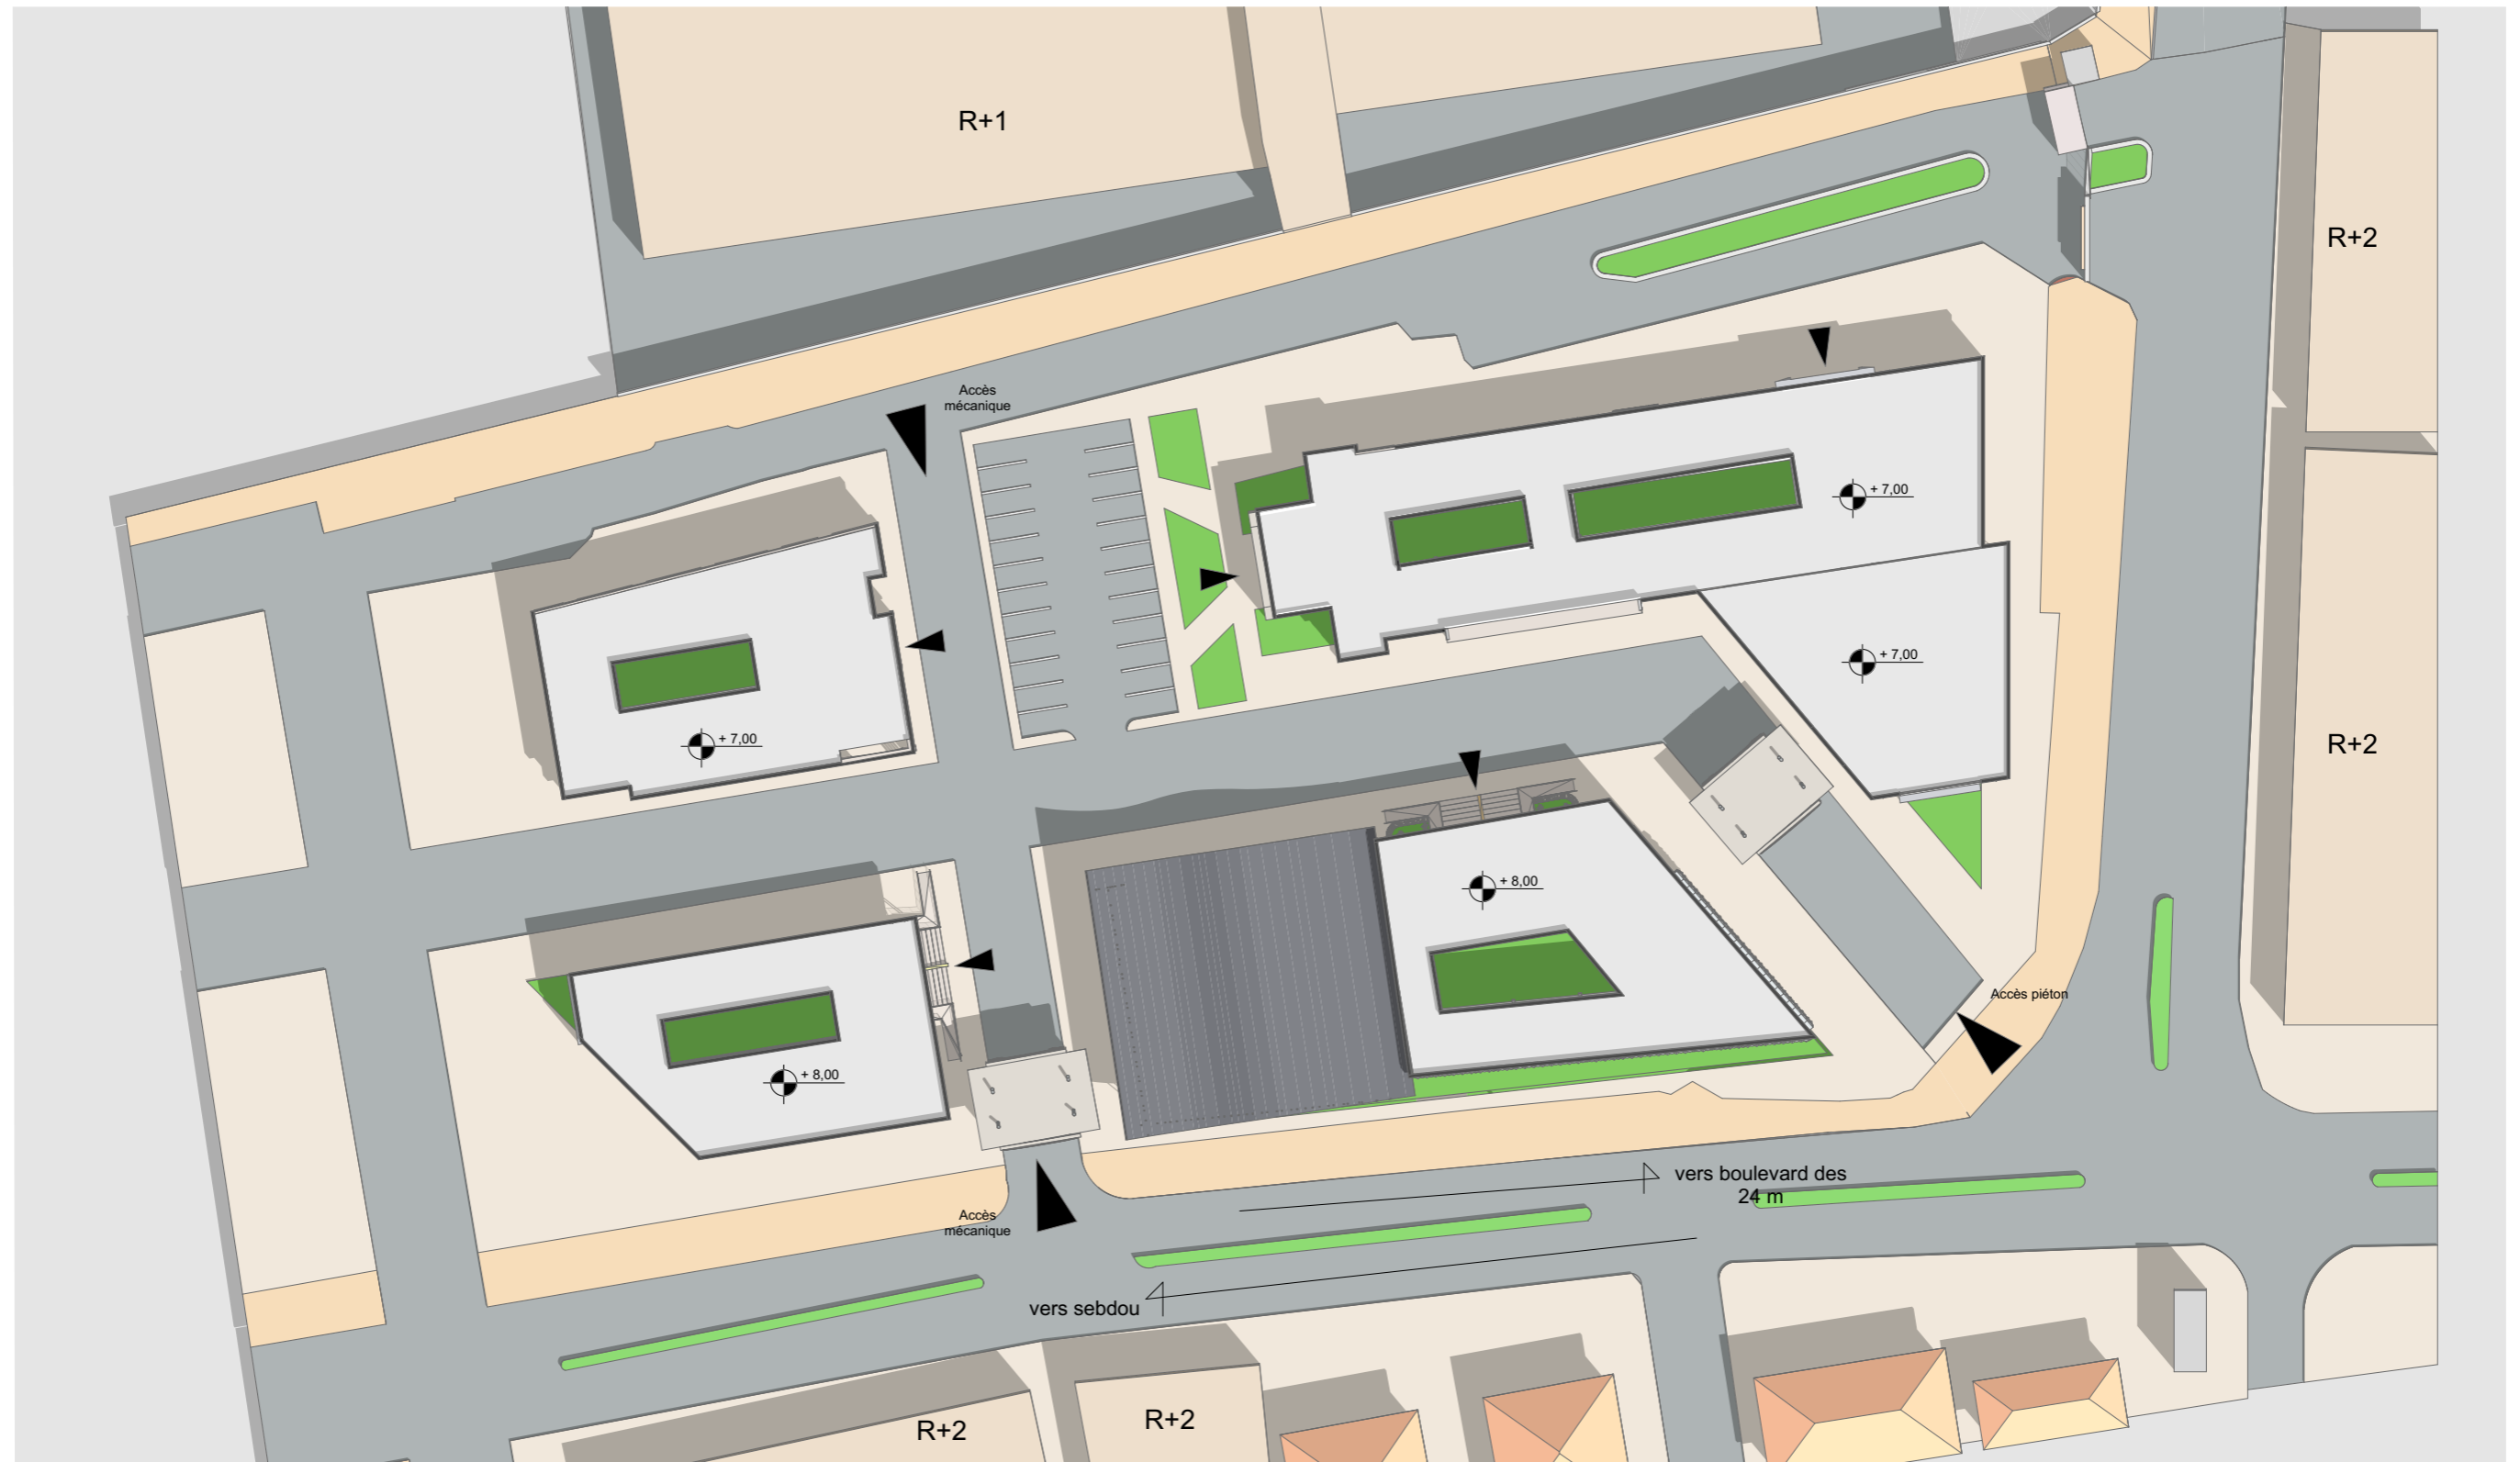 R+1
R+2
Accès
mécanique
+ 7,00
+ 7,00
+ 7,00
R+2
+ 8,00
Accès piéton
+ 8,00
vers boulevard des
24 m
Accès
mécanique
vers sebdou
R+2
R+2